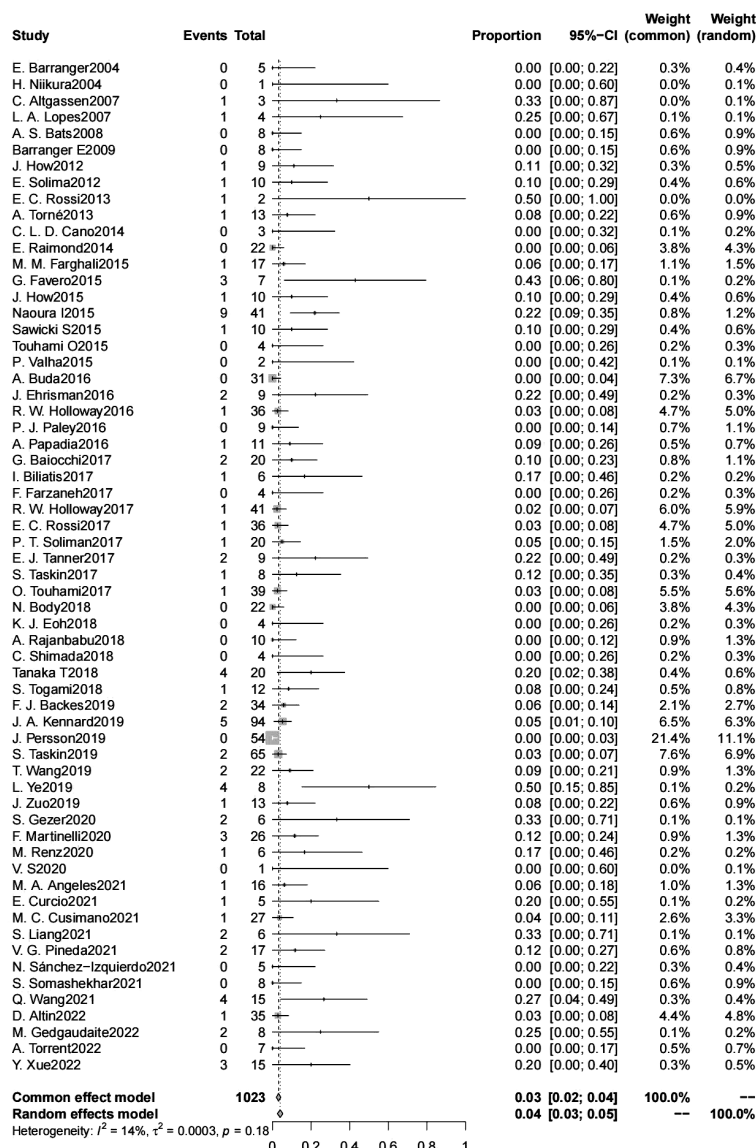 Weight Weight
Study Events Total Proportion 95%−CI (common) (random)
E. Barranger2004 0 5 0.00 [0.00; 0.22] 0.3% 0.4%
H. Niikura2004 0 1 0.00 [0.00; 0.60] 0.0% 0.1%
C. Altgassen2007 1 3 0.33 [0.00; 0.87] 0.0% 0.1%
L. A. Lopes2007 1 4 0.25 [0.00; 0.67] 0.1% 0.1%
A. S. Bats2008 0 8 0.00 [0.00; 0.15] 0.6% 0.9%
Barranger E2009 0 8 0.00 [0.00; 0.15] 0.6% 0.9%
J. How2012 1 9 0.11 [0.00; 0.32] 0.3% 0.5%
E. Solima2012 1 10 0.10 [0.00; 0.29] 0.4% 0.6%
E. C. Rossi2013 1 2 0.50 [0.00; 1.00] 0.0% 0.0%
A. Torné2013 1 13 0.08 [0.00; 0.22] 0.6% 0.9%
C. L. D. Cano2014 0 3 0.00 [0.00; 0.32] 0.1% 0.2%
E. Raimond2014 0 22 0.00 [0.00; 0.06] 3.8% 4.3%
M. M. Farghali2015 1 17 0.06 [0.00; 0.17] 1.1% 1.5%
G. Favero2015 3 7 0.43 [0.06; 0.80] 0.1% 0.2%
J. How2015 1 10 0.10 [0.00; 0.29] 0.4% 0.6%
Naoura I2015 9 41 0.22 [0.09; 0.35] 0.8% 1.2%
Sawicki S2015 1 10 0.10 [0.00; 0.29] 0.4% 0.6%
Touhami O2015 0 4 0.00 [0.00; 0.26] 0.2% 0.3%
P. Valha2015 0 2 0.00 [0.00; 0.42] 0.1% 0.1%
A. Buda2016 0 31 0.00 [0.00; 0.04] 7.3% 6.7%
J. Ehrisman2016 2 9 0.22 [0.00; 0.49] 0.2% 0.3%
R. W. Holloway2016 1 36 0.03 [0.00; 0.08] 4.7% 5.0%
P. J. Paley2016 0 9 0.00 [0.00; 0.14] 0.7% 1.1%
A. Papadia2016 1 11 0.09 [0.00; 0.26] 0.5% 0.7%
G. Baiocchi2017 2 20 0.10 [0.00; 0.23] 0.8% 1.1%
I. Biliatis2017 1 6 0.17 [0.00; 0.46] 0.2% 0.2%
F. Farzaneh2017 0 4 0.00 [0.00; 0.26] 0.2% 0.3%
R. W. Holloway2017 1 41 0.02 [0.00; 0.07] 6.0% 5.9%
E. C. Rossi2017 1 36 0.03 [0.00; 0.08] 4.7% 5.0%
P. T. Soliman2017 1 20 0.05 [0.00; 0.15] 1.5% 2.0%
E. J. Tanner2017 2 9 0.22 [0.00; 0.49] 0.2% 0.3%
S. Taskin2017 1 8 0.12 [0.00; 0.35] 0.3% 0.4%
O. Touhami2017 1 39 0.03 [0.00; 0.08] 5.5% 5.6%
N. Body2018 0 22 0.00 [0.00; 0.06] 3.8% 4.3%
K. J. Eoh2018 0 4 0.00 [0.00; 0.26] 0.2% 0.3%
A. Rajanbabu2018 0 10 0.00 [0.00; 0.12] 0.9% 1.3%
C. Shimada2018 0 4 0.00 [0.00; 0.26] 0.2% 0.3%
Tanaka T2018 4 20 0.20 [0.02; 0.38] 0.4% 0.6%
S. Togami2018 1 12 0.08 [0.00; 0.24] 0.5% 0.8%
F. J. Backes2019 2 34 0.06 [0.00; 0.14] 2.1% 2.7%
J. A. Kennard2019 5 94 0.05 [0.01; 0.10] 6.5% 6.3%
J. Persson2019 0 54 0.00 [0.00; 0.03] 21.4% 11.1%
S. Taskin2019 2 65 0.03 [0.00; 0.07] 7.6% 6.9%
T. Wang2019 2 22 0.09 [0.00; 0.21] 0.9% 1.3%
L. Ye2019 4 8 0.50 [0.15; 0.85] 0.1% 0.2%
J. Zuo2019 1 13 0.08 [0.00; 0.22] 0.6% 0.9%
S. Gezer2020 2 6 0.33 [0.00; 0.71] 0.1% 0.1%
F. Martinelli2020 3 26 0.12 [0.00; 0.24] 0.9% 1.3%
M. Renz2020 1 6 0.17 [0.00; 0.46] 0.2% 0.2%
V. S2020 0 1 0.00 [0.00; 0.60] 0.0% 0.1%
M. A. Angeles2021 1 16 0.06 [0.00; 0.18] 1.0% 1.3%
E. Curcio2021 1 5 0.20 [0.00; 0.55] 0.1% 0.2%
M. C. Cusimano2021 1 27 0.04 [0.00; 0.11] 2.6% 3.3%
S. Liang2021 2 6 0.33 [0.00; 0.71] 0.1% 0.1%
V. G. Pineda2021 2 17 0.12 [0.00; 0.27] 0.6% 0.8%
N. Sánchez−Izquierdo2021 0 5 0.00 [0.00; 0.22] 0.3% 0.4%
S. Somashekhar2021 0 8 0.00 [0.00; 0.15] 0.6% 0.9%
Q. Wang2021 4 15 0.27 [0.04; 0.49] 0.3% 0.4%
D. Altin2022 1 35 0.03 [0.00; 0.08] 4.4% 4.8%
M. Gedgaudaite2022 2 8 0.25 [0.00; 0.55] 0.1% 0.2%
A. Torrent2022 0 7 0.00 [0.00; 0.17] 0.5% 0.7%
Y. Xue2022 3 15 0.20 [0.00; 0.40] 0.3% 0.5%
Common effect model 1023 0.03 [0.02; 0.04] 100.0% −−
Random effects model 0.04 [0.03; 0.05] −− 100.0%
Heterogeneity: I² = 14%, τ² = 0.0003, p = 0.18
0 0.2 0.4 0.6 0.8 1